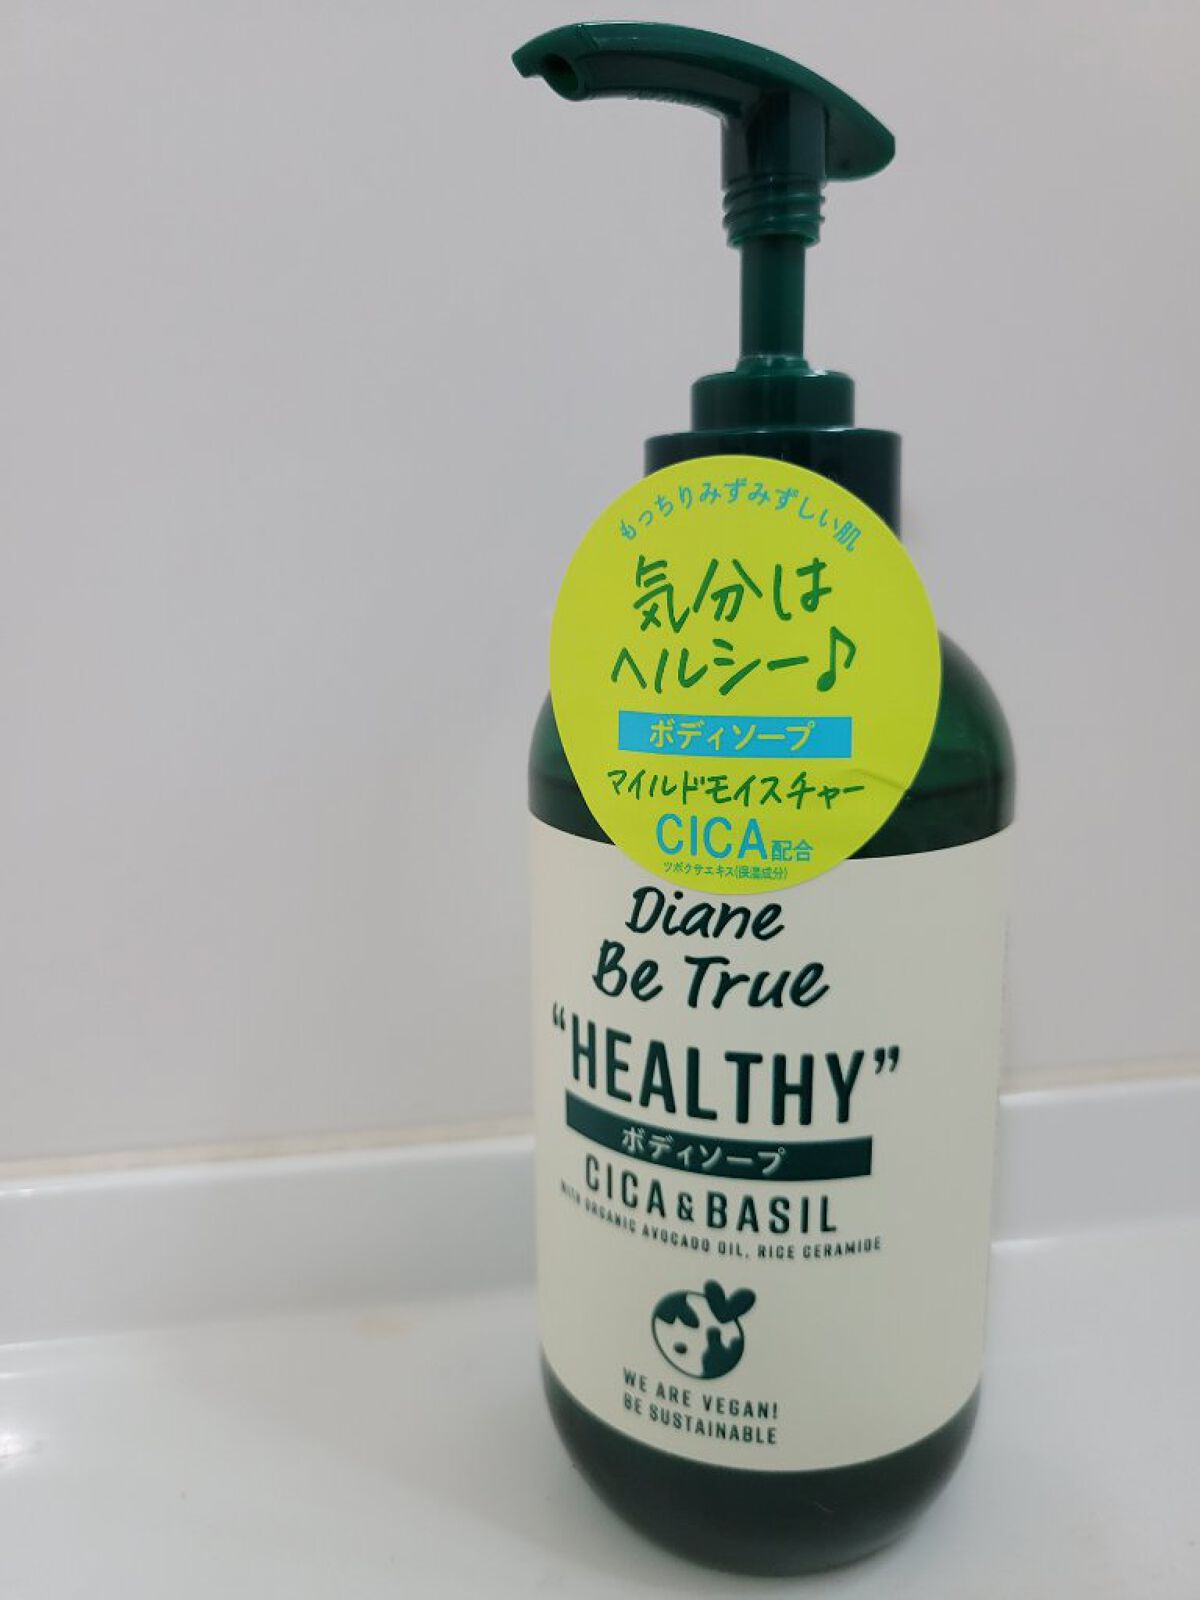 もっちりみずみずしい肌
気分は
ヘルシー♪
ボディソープ
マイルドモイスチャー
CICA配合
ツボクサエキス(保湿成分)
Diane
Be True
“HEALTHY”
ボディソープ
CICA & BASIL
WITH ORGANIC AVOCADO OIL, RICE CERAMIDE
WE ARE VEGAN!
BE SUSTAINABLE